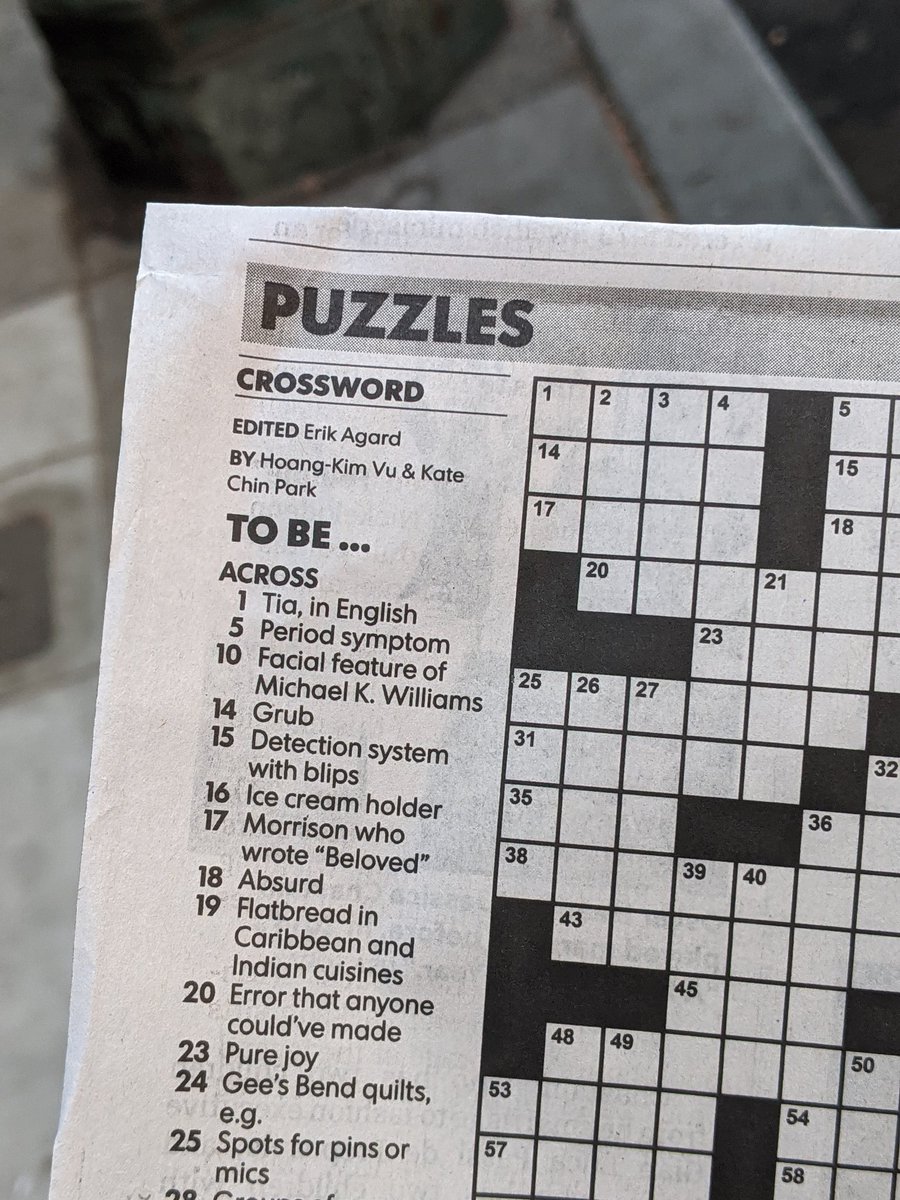 PUZZLES
CROSSWORD
EDITED Erik Agard
BY Hoang-Kim Vu & Kate
Chin Park
TO BE ...
ACROSS
1 Tia, in English
5 Period symptom
10 Facial feature of
Michael K. Williams
14 Grub
15 Detection system
with blips
16 Ice cream holder
17 Morrison who
wrote “Beloved”
18 Absurd
19 Flatbread in
Caribbean and
Indian cuisines
20 Error that anyone
could’ve made
23 Pure joy
24 Gee’s Bend quilts,
e.g.
25 Spots for pins or
mics
28 Groups of
1 2 3 4 5
14 15
17 18
20 21
23
25 26 27
31 32
35 36
38 39 40
43
45
48 49 50
53 54
57 58